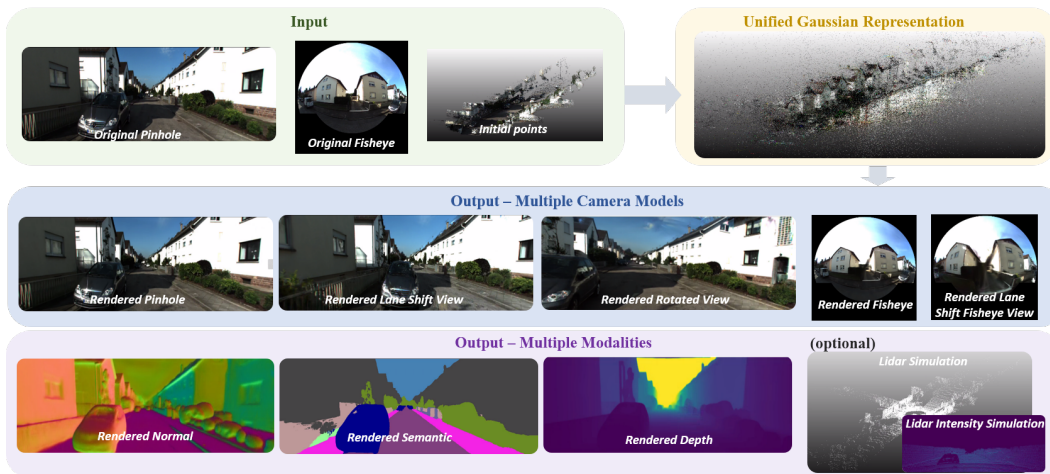 Input
Unified Gaussian Representation
Original Pinhole
Original Fisheye
Initial points
Output – Multiple Camera Models
Rendered Pinhole
Rendered Lane Shift View
Rendered Rotated View
Rendered Fisheye
Rendered Lane
Shift Fisheye View
Output – Multiple Modalities
(optional)
Rendered Normal
Rendered Semantic
Rendered Depth
Lidar Simulation
Lidar Intensity Simulation